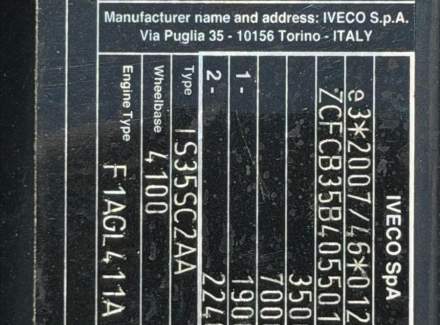 Manufacturer name and address: IVECO S.p.A.
Via Puglia 35 - 10156 Torino - ITALY
IVECO SpA
e3*2007/46*012
ZCFCB35B405501
350
700
1- 190
2- 224
Type IS35SC2AA
Wheelbase 4100
Engine Type F1AGL411A